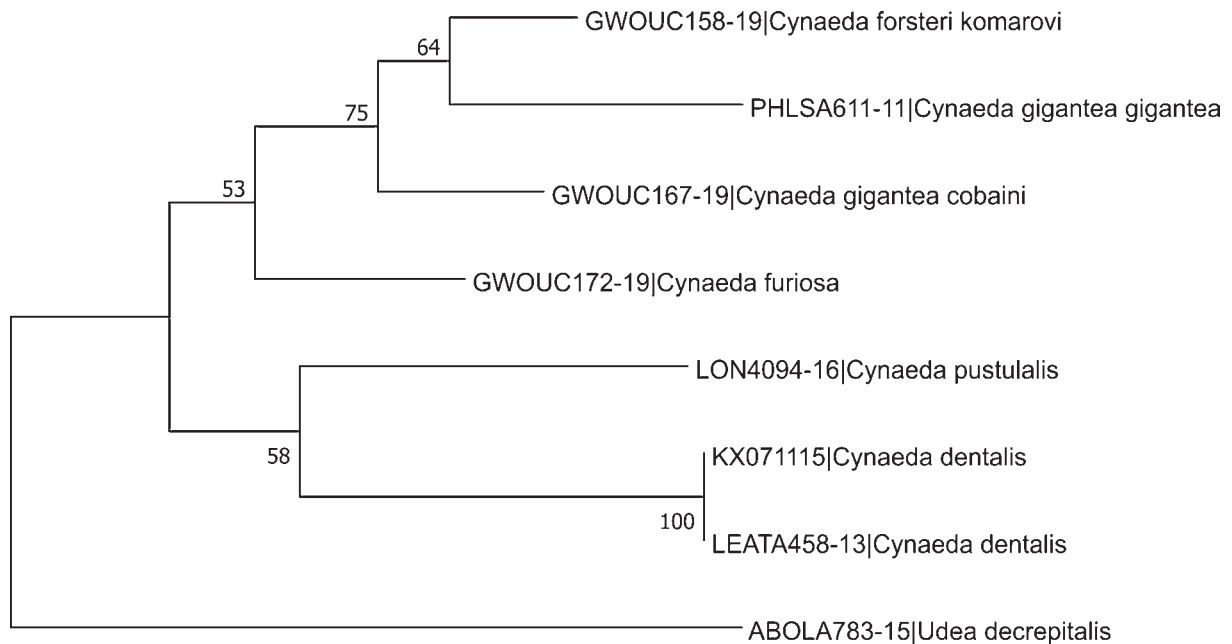 GWOUC158-19|Cynaeda forsteri komarovi
64
PHLSA611-11|Cynaeda gigantea gigantea
75
GWOUC167-19|Cynaeda gigantea cobaini
53
GWOUC172-19|Cynaeda furiosa
LON4094-16|Cynaeda pustulalis
58
KX071115|Cynaeda dentalis
100
LEATA458-13|Cynaeda dentalis
ABOLA783-15|Udea decrepitalis